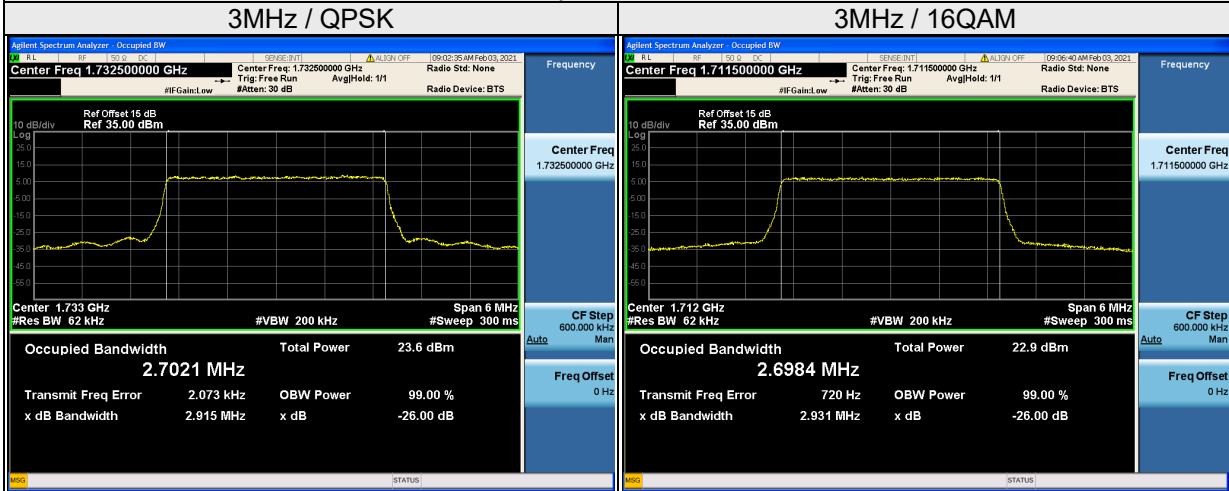 3MHz / QPSK
Agilent Spectrum Analyzer - Occupied BW
RL RF 50 Ω DC SENSE:INT ALIGN OFF 09:02:35 AM Feb 03, 2021
Center Freq 1.732500000 GHz
Center Freq: 1.732500000 GHz Radio Std: None
Trig: Free Run Avg|Hold: 1/1
#IFGain:Low #Atten: 30 dB Radio Device: BTS
Ref Offset 15 dB
10 dB/div Ref 35.00 dBm
Log
25.0
15.0
5.00
-5.00
-15.0
-25.0
-35.0
-45.0
-55.0
Center 1.733 GHz Span 6 MHz
#Res BW 62 kHz #VBW 200 kHz #Sweep 300 ms
Occupied Bandwidth Total Power 23.6 dBm
2.7021 MHz
Transmit Freq Error 2.073 kHz OBW Power 99.00 %
x dB Bandwidth 2.915 MHz x dB -26.00 dB
MSG STATUS
Frequency
Center Freq
1.732500000 GHz
CF Step
600.000 kHz
Auto Man
Freq Offset
0 Hz
3MHz / 16QAM
Agilent Spectrum Analyzer - Occupied BW
RL RF 50 Ω DC SENSE:INT ALIGN OFF 09:06:40 AM Feb 03, 2021
Center Freq 1.711500000 GHz
Center Freq: 1.711500000 GHz Radio Std: None
Trig: Free Run Avg|Hold: 1/1
#IFGain:Low #Atten: 30 dB Radio Device: BTS
Ref Offset 15 dB
10 dB/div Ref 35.00 dBm
Log
25.0
15.0
5.00
-5.00
-15.0
-25.0
-35.0
-45.0
-55.0
Center 1.712 GHz Span 6 MHz
#Res BW 62 kHz #VBW 200 kHz #Sweep 300 ms
Occupied Bandwidth Total Power 22.9 dBm
2.6984 MHz
Transmit Freq Error 720 Hz OBW Power 99.00 %
x dB Bandwidth 2.931 MHz x dB -26.00 dB
MSG STATUS
Frequency
Center Freq
1.711500000 GHz
CF Step
600.000 kHz
Auto Man
Freq Offset
0 Hz